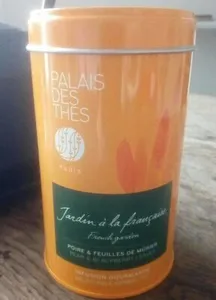 PALAIS
DES
THÉS
PARIS
Jardin à la française
French garden
POIRE & FEUILLES DE MÛRIER